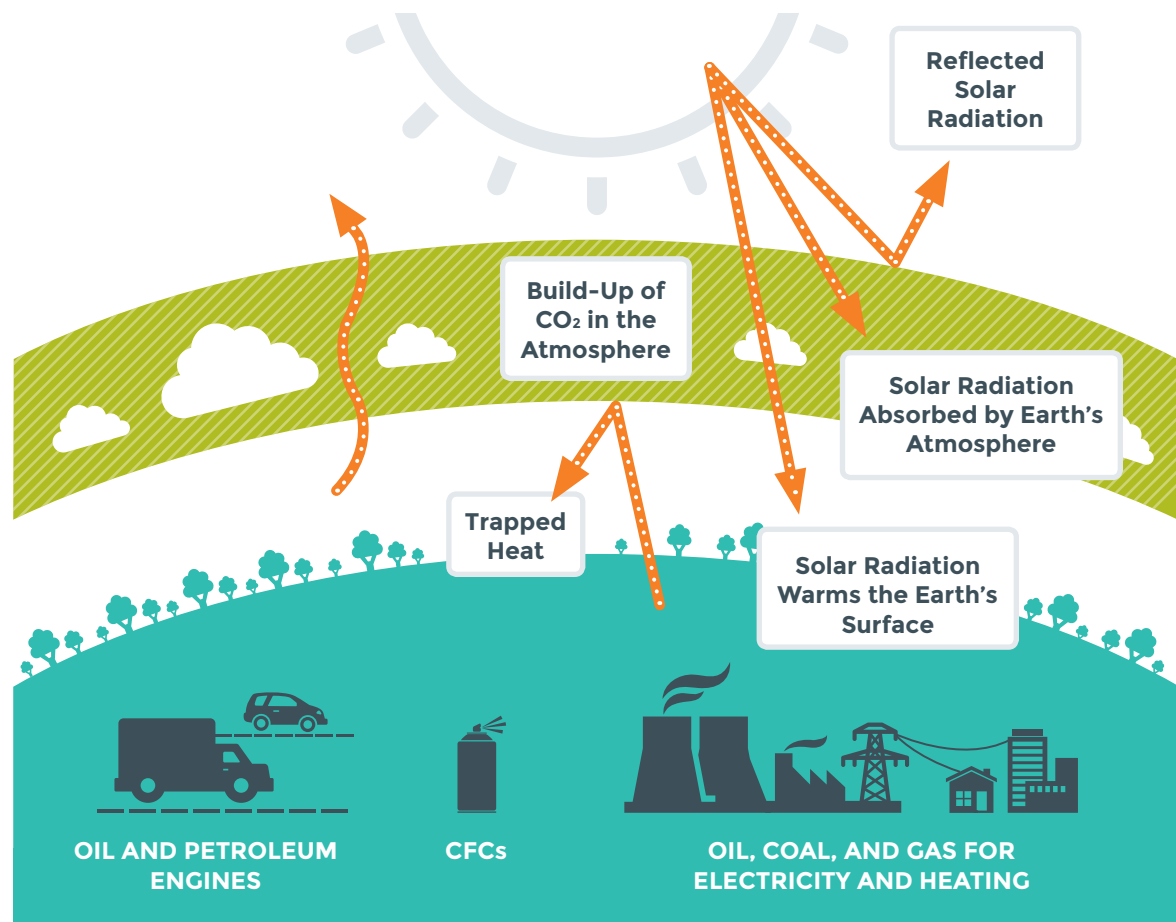 Reflected
Solar
Radiation
Build-Up of
CO₂ in the
Atmosphere
Solar Radiation
Absorbed by Earth’s
Atmosphere
Trapped
Heat
Solar Radiation
Warms the Earth’s
Surface
OIL AND PETROLEUM
ENGINES
CFCs
OIL, COAL, AND GAS FOR
ELECTRICITY AND HEATING